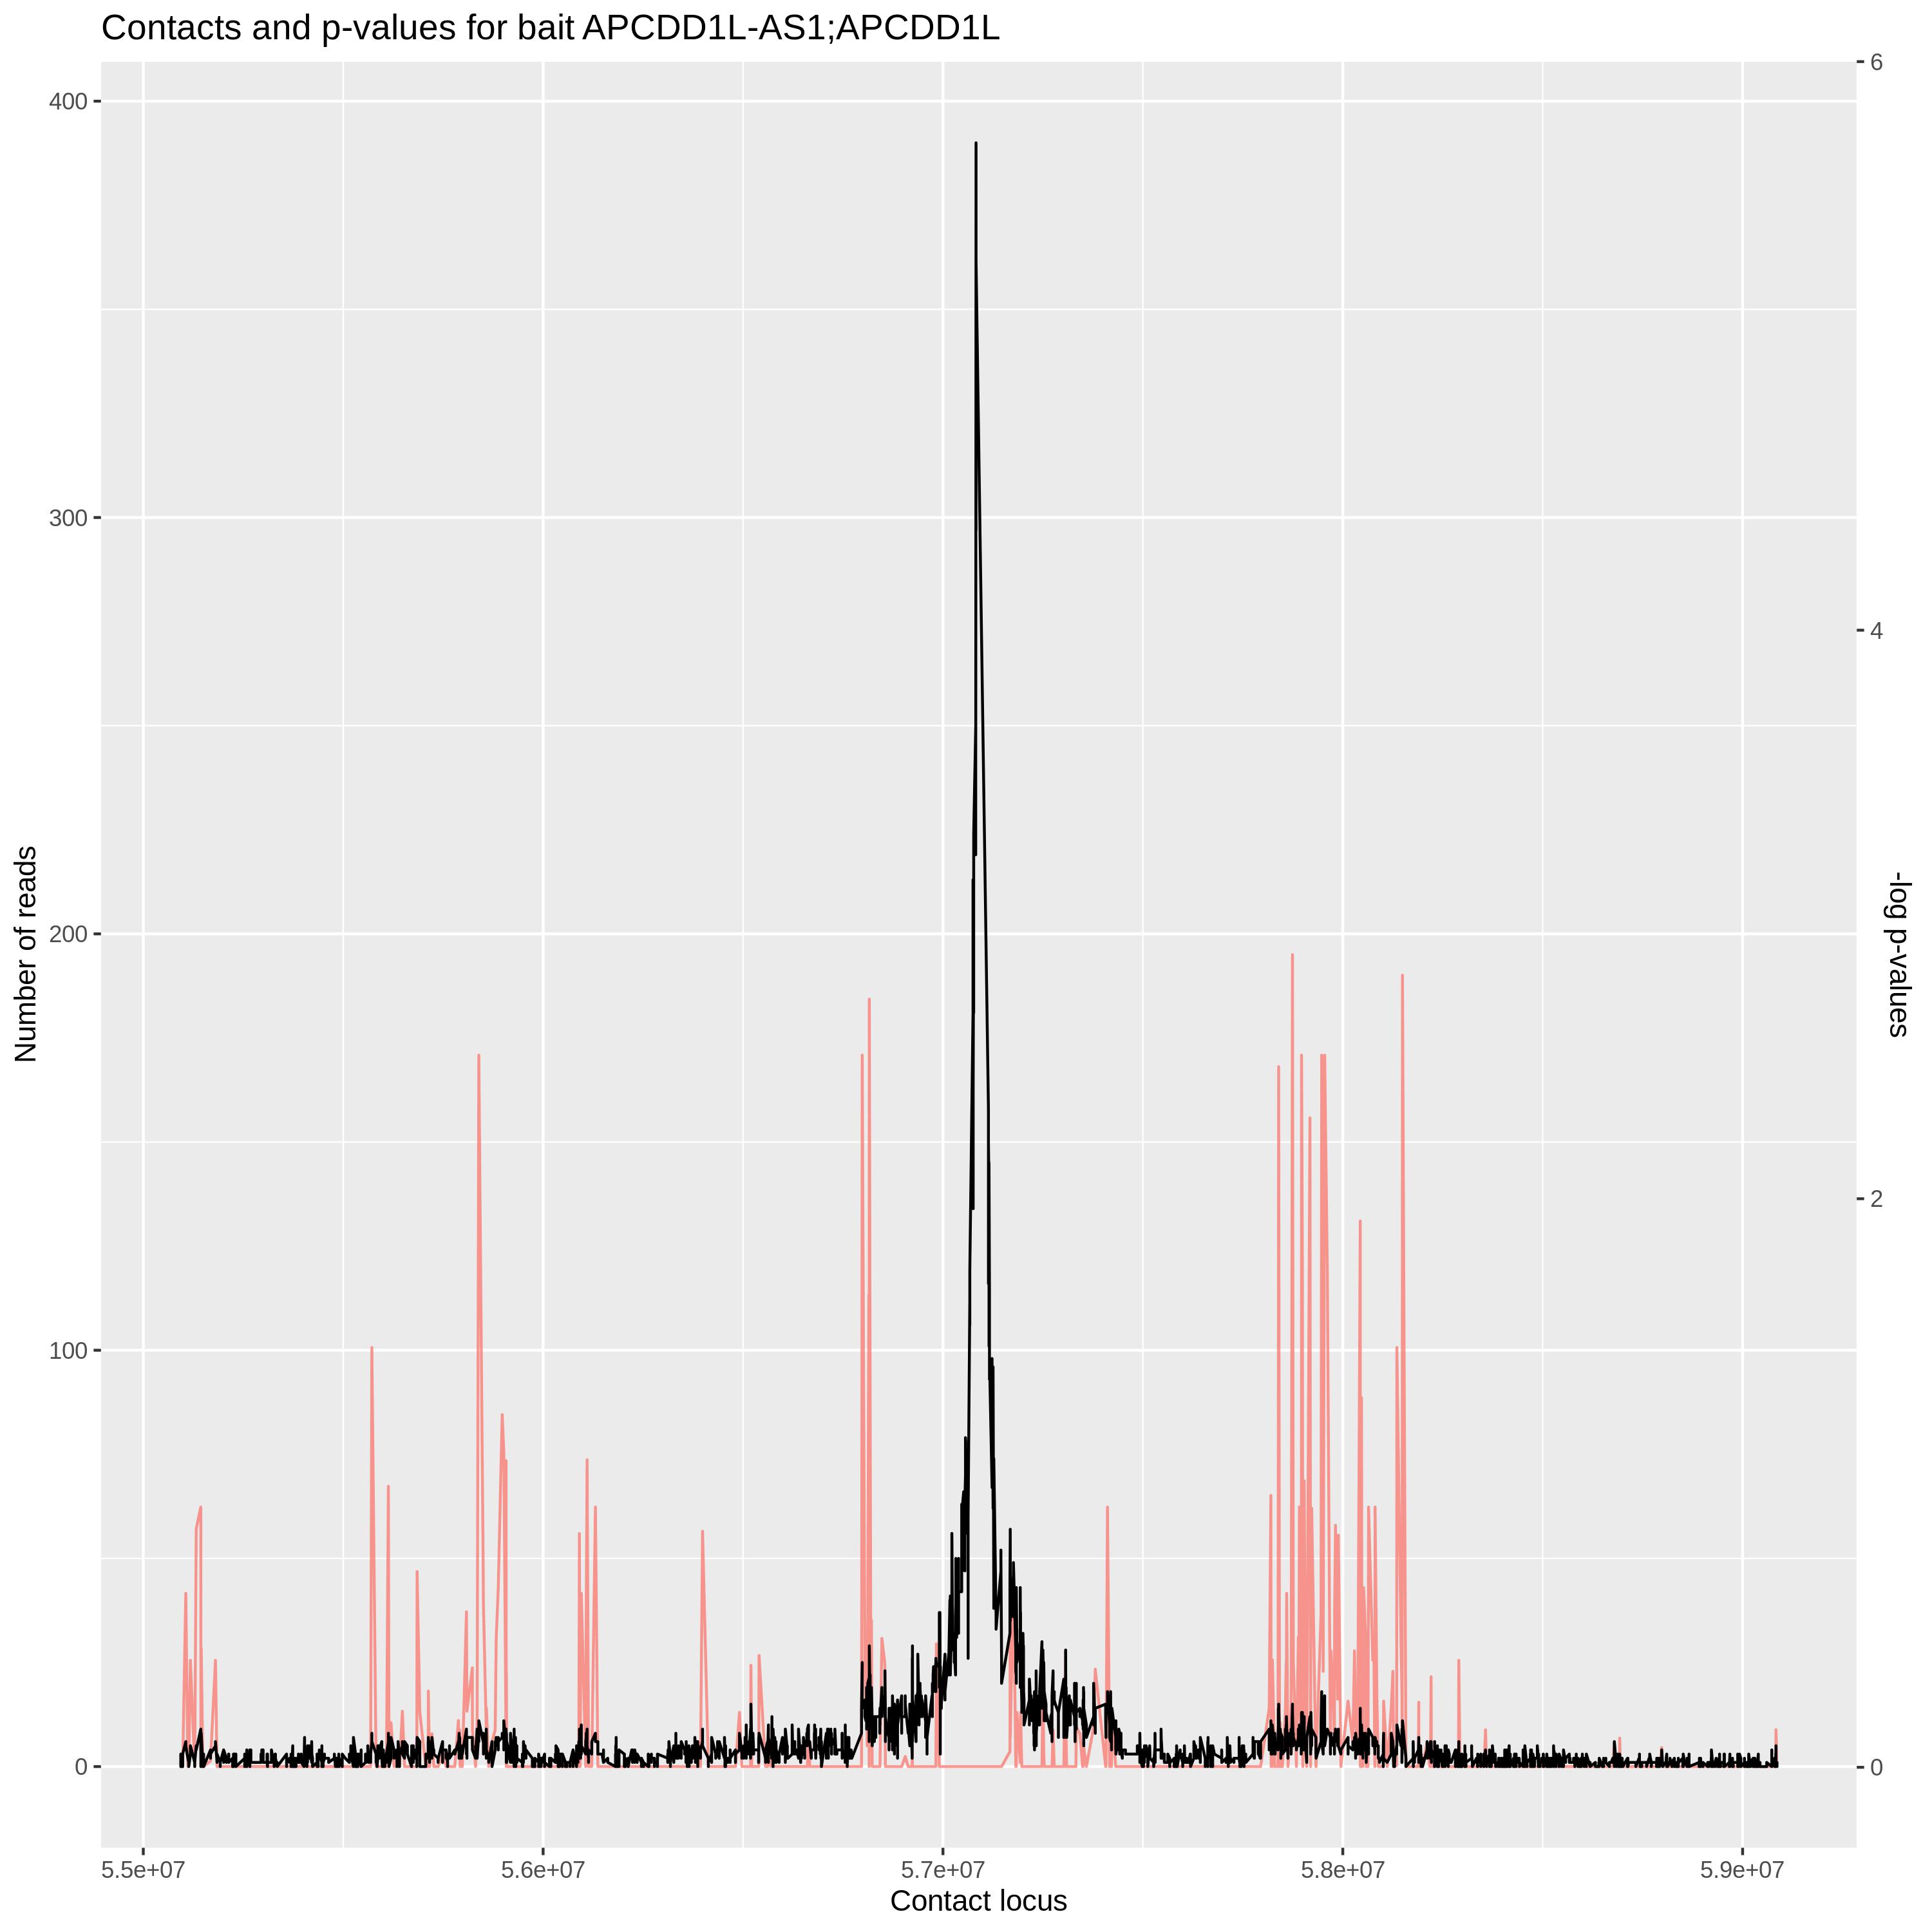 Contacts and p-values for bait APCDD1L-AS1;APCDD1L
400
300
200
100
0
Number of reads
6
4
2
0
-log p-values
5.5e+07 5.6e+07 5.7e+07 5.8e+07 5.9e+07
Contact locus